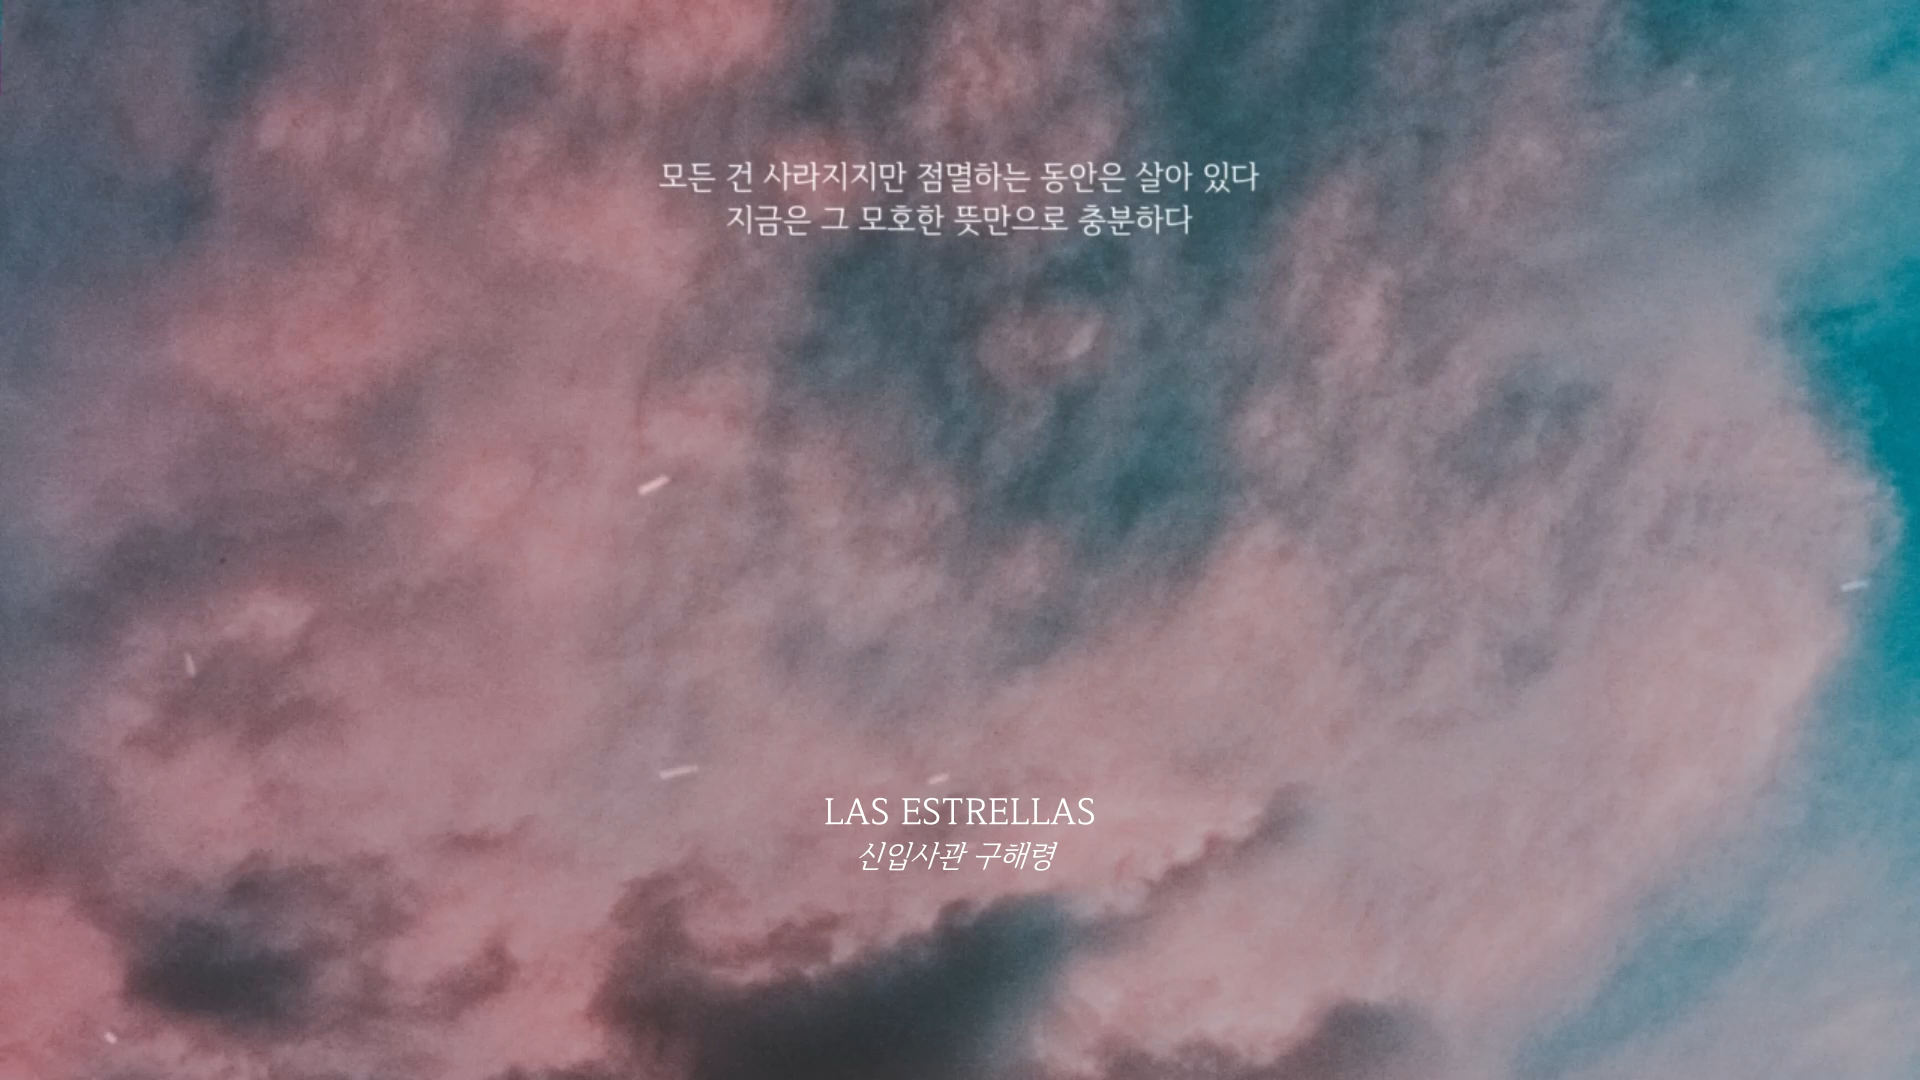 모든 건 사라지지만 점멸하는 동안은 살아 있다
지금은 그 모호한 뜻만으로 충분하다
LAS ESTRELLAS
신입사관 구해령